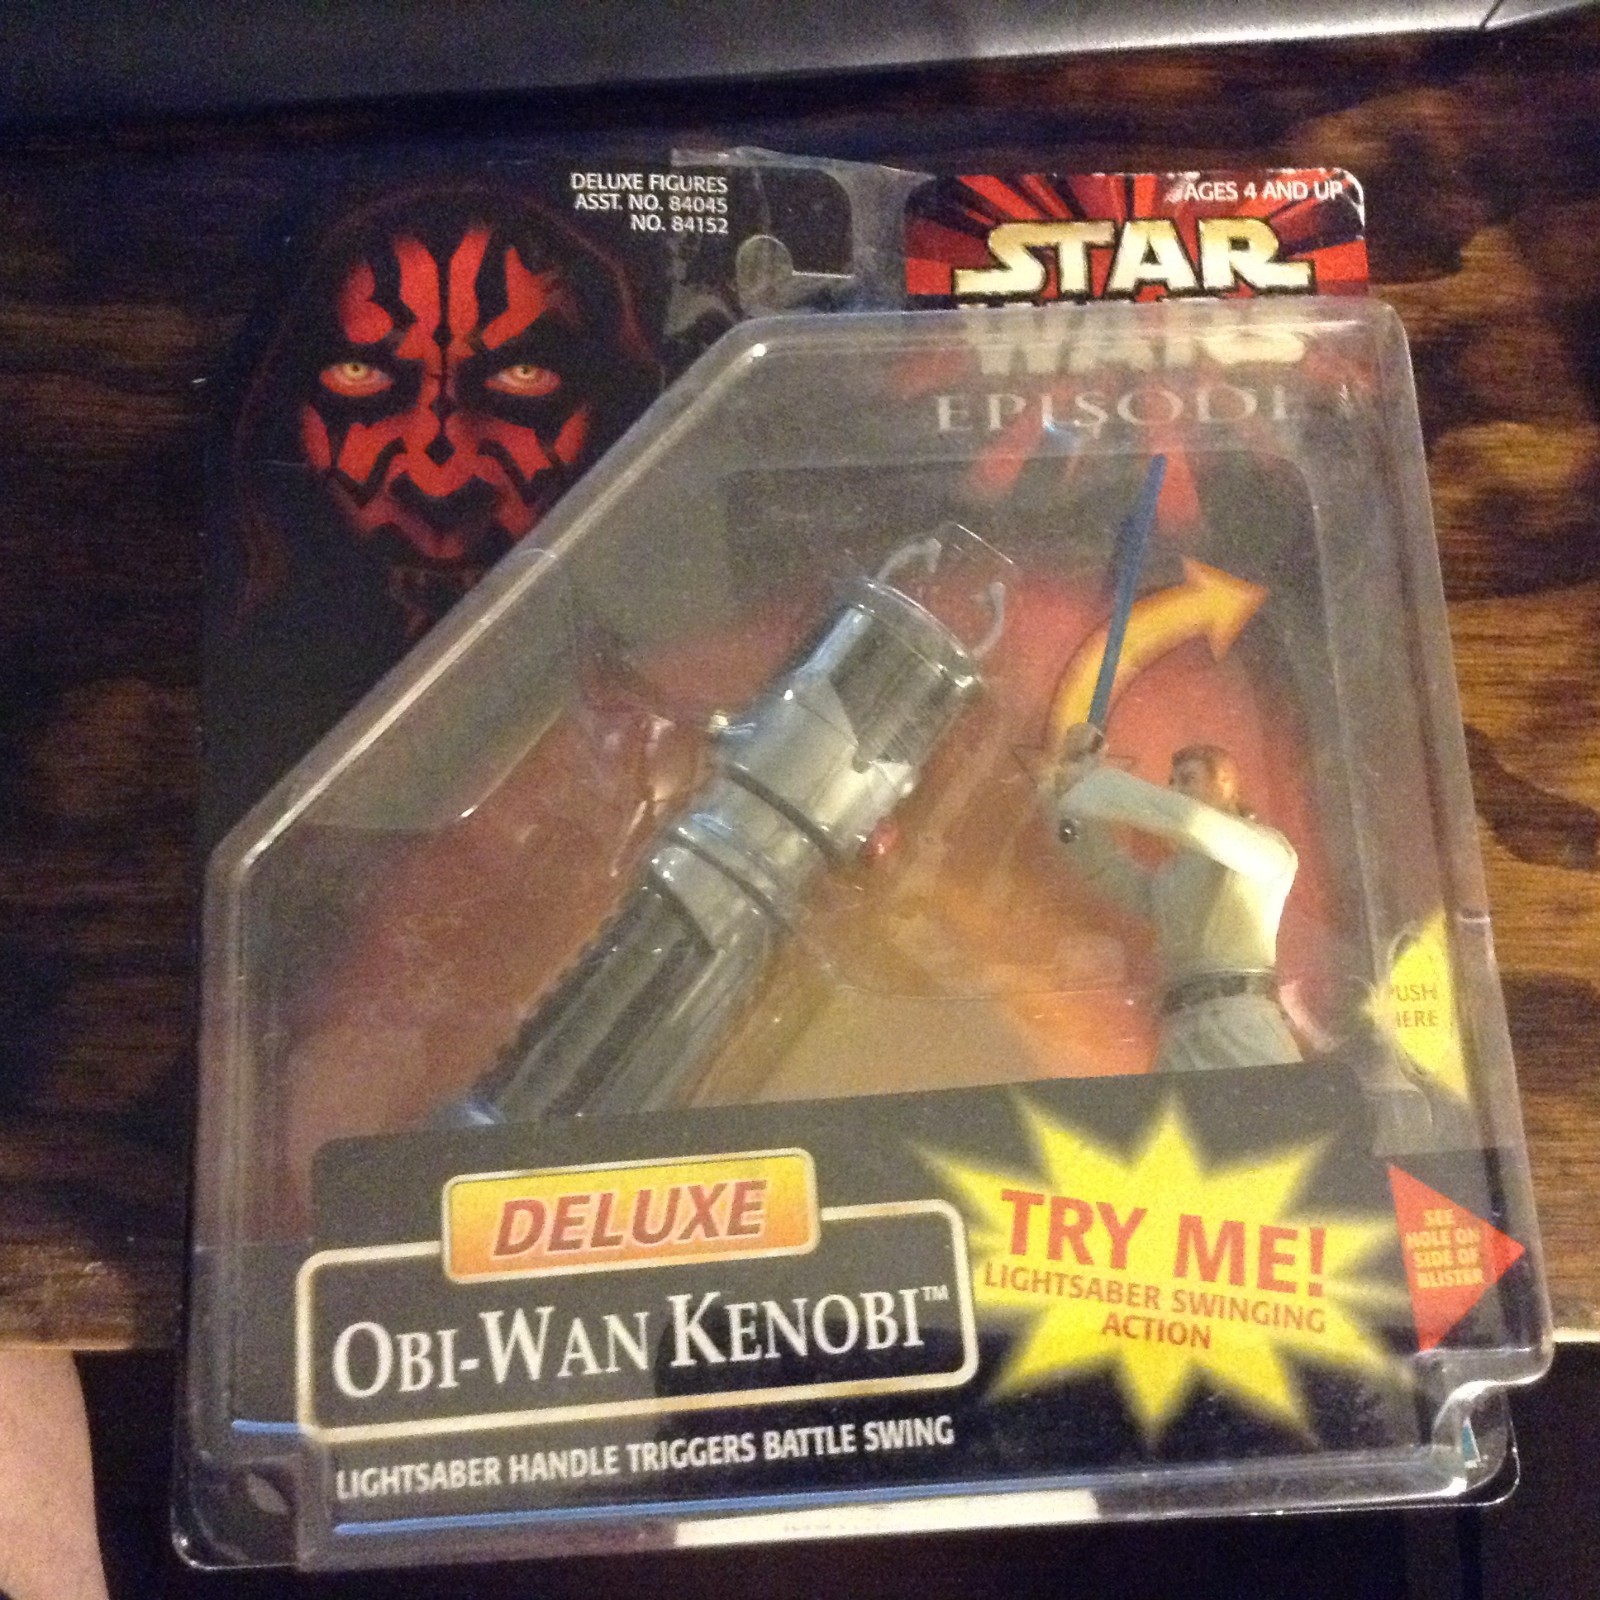 DELUXE FIGURES
ASST. NO. 84045
NO. 84152
AGES 4 AND UP
STAR
WARS
EPISODE I
PUSH
HERE
DELUXE
OBI-WAN KENOBI™
LIGHTSABER HANDLE TRIGGERS BATTLE SWING
TRY ME!
LIGHTSABER SWINGING
ACTION
SEE
HOLE ON
SIDE OF
BLISTER